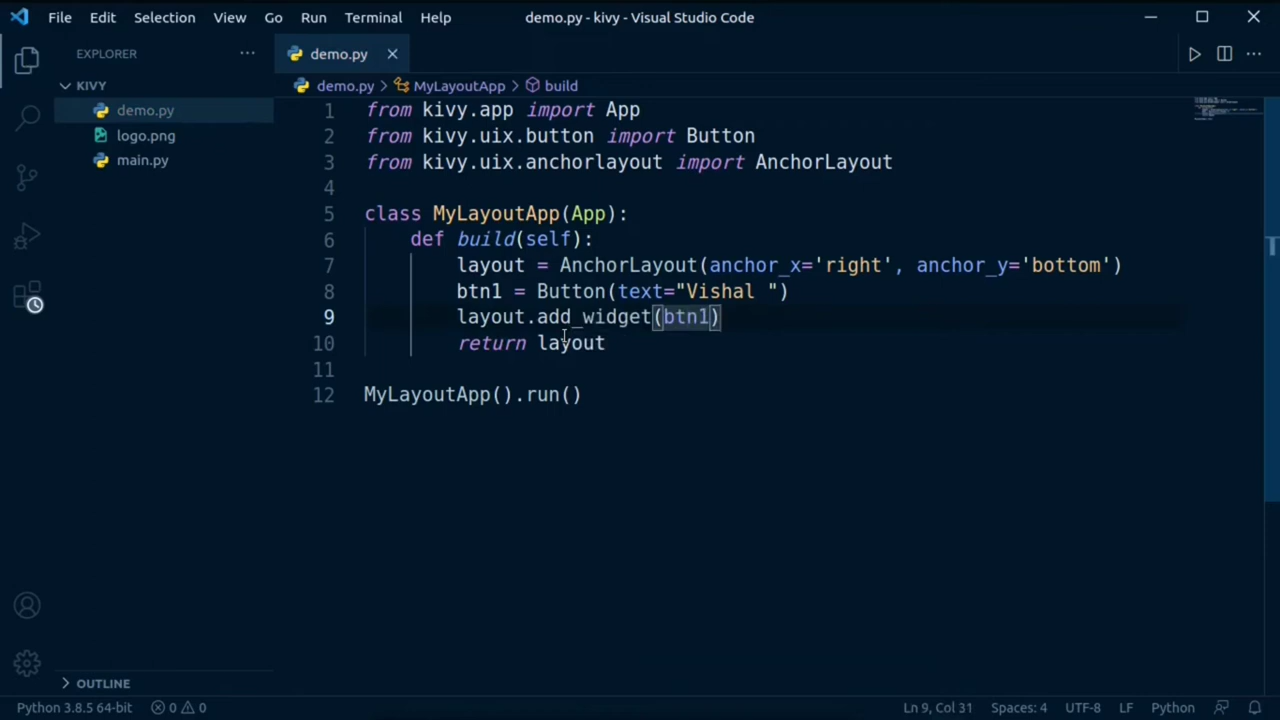 File Edit Selection View Go Run Terminal Help demo.py - kivy - Visual Studio Code
EXPLORER ··· demo.py
KIVY
demo.py
logo.png
main.py
demo.py > MyLayoutApp > build
1 from kivy.app import App
2 from kivy.uix.button import Button
3 from kivy.uix.anchorlayout import AnchorLayout
4
5 class MyLayoutApp(App):
6 def build(self):
7 layout = AnchorLayout(anchor_x='right', anchor_y='bottom')
8 btn1 = Button(text="Vishal ")
9 layout.add_widget(btn1)
10 return layout
11
12 MyLayoutApp().run()
OUTLINE
Python 3.8.5 64-bit 0 0 Ln 9, Col 31 Spaces: 4 UTF-8 LF Python